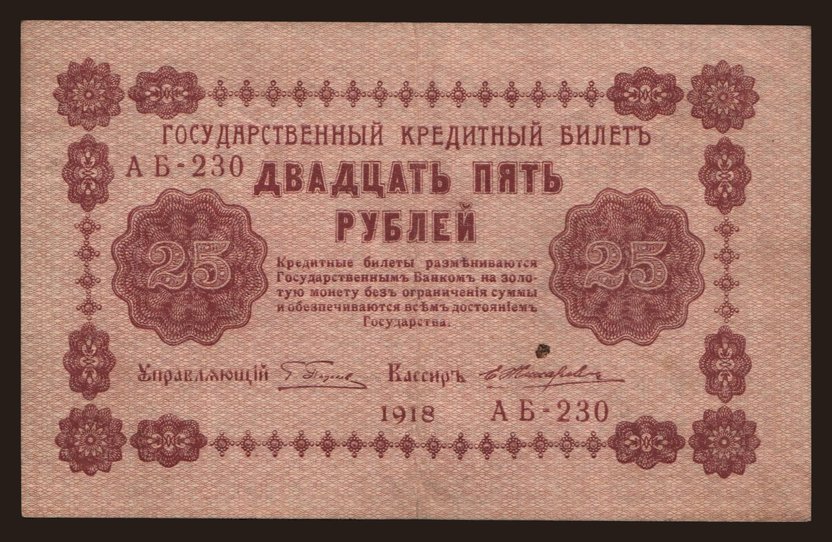 ГОСУДАРСТВЕННЫЙ КРЕДИТНЫЙ БИЛЕТЪ
АБ-230
ДВАДЦАТЬ ПЯТЬ
РУБЛЕЙ
25
25
Кредитные билеты размѣниваются
Государственнымъ Банкомъ на золо-
тую монету безъ ограниченія суммы
и обезпечиваются всѣмъ достояніемъ
Государства.
Управляющій
Кассиръ
1918 АБ-230